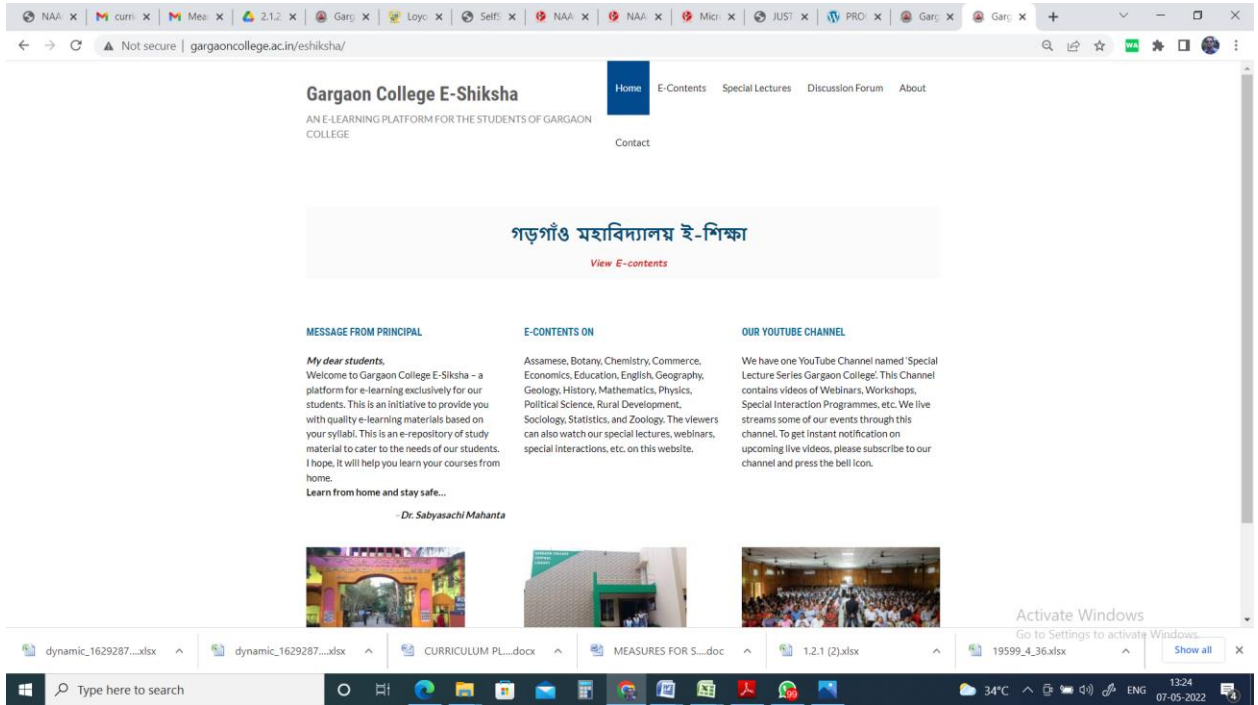 NAA
curri
Mea
2.1.2
Garg
Loyo
SelfS
NAA
NAA
Micr
JUST
PRO
Garg
Garg
Not secure | gargaoncollege.ac.in/eshiksha/
Gargaon College E-Shiksha
AN E-LEARNING PLATFORM FOR THE STUDENTS OF GARGAON
COLLEGE
Home E-Contents Special Lectures Discussion Forum About
Contact
গড়গাঁও মহাবিদ্যালয় ই-শিক্ষা
View E-contents
MESSAGE FROM PRINCIPAL
My dear students,
Welcome to Gargaon College E-Siksha – a
platform for e-learning exclusively for our
students. This is an initiative to provide you
with quality e-learning materials based on
your syllabi. This is an e-repository of study
material to cater to the needs of our students.
I hope, it will help you learn your courses from
home.
Learn from home and stay safe...
- Dr. Sabyasachi Mahanta
E-CONTENTS ON
Assamese, Botany, Chemistry, Commerce,
Economics, Education, English, Geography,
Geology, History, Mathematics, Physics,
Political Science, Rural Development,
Sociology, Statistics, and Zoology. The viewers
can also watch our special lectures, webinars,
special interactions, etc. on this website.
OUR YOUTUBE CHANNEL
We have one YouTube Channel named 'Special
Lecture Series Gargaon College'. This Channel
contains videos of Webinars, Workshops,
Special Interaction Programmes, etc. We live
streams some of our events through this
channel. To get instant notification on
upcoming live videos, please subscribe to our
channel and press the bell icon.
Activate Windows
Go to Settings to activate Windows.
dynamic_1629287....xlsx
dynamic_1629287....xlsx
CURRICULUM PL....docx
MEASURES FOR S....doc
1.2.1 (2).xlsx
19599_4_36.xlsx
Show all
Type here to search
34°C
ENG
13:24
07-05-2022